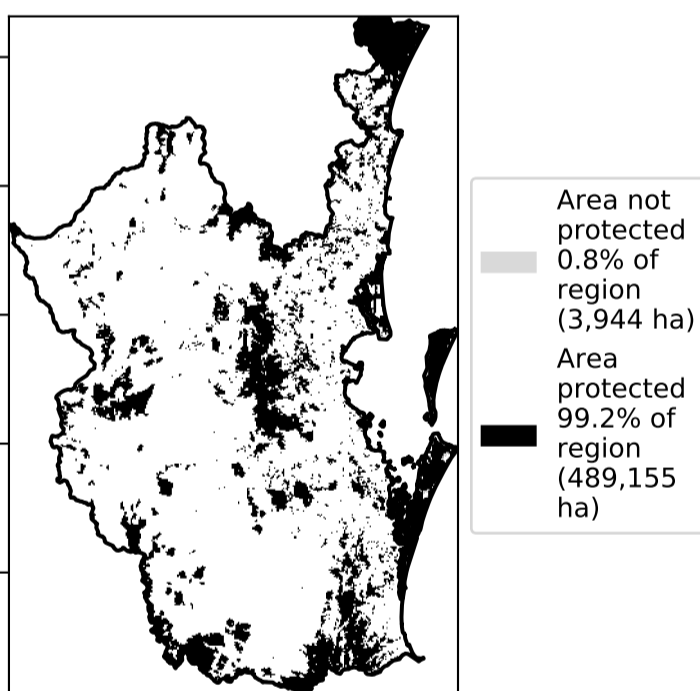 Area not
protected
0.8% of
region
(3,944 ha)
Area
protected
99.2% of
region
(489,155
ha)